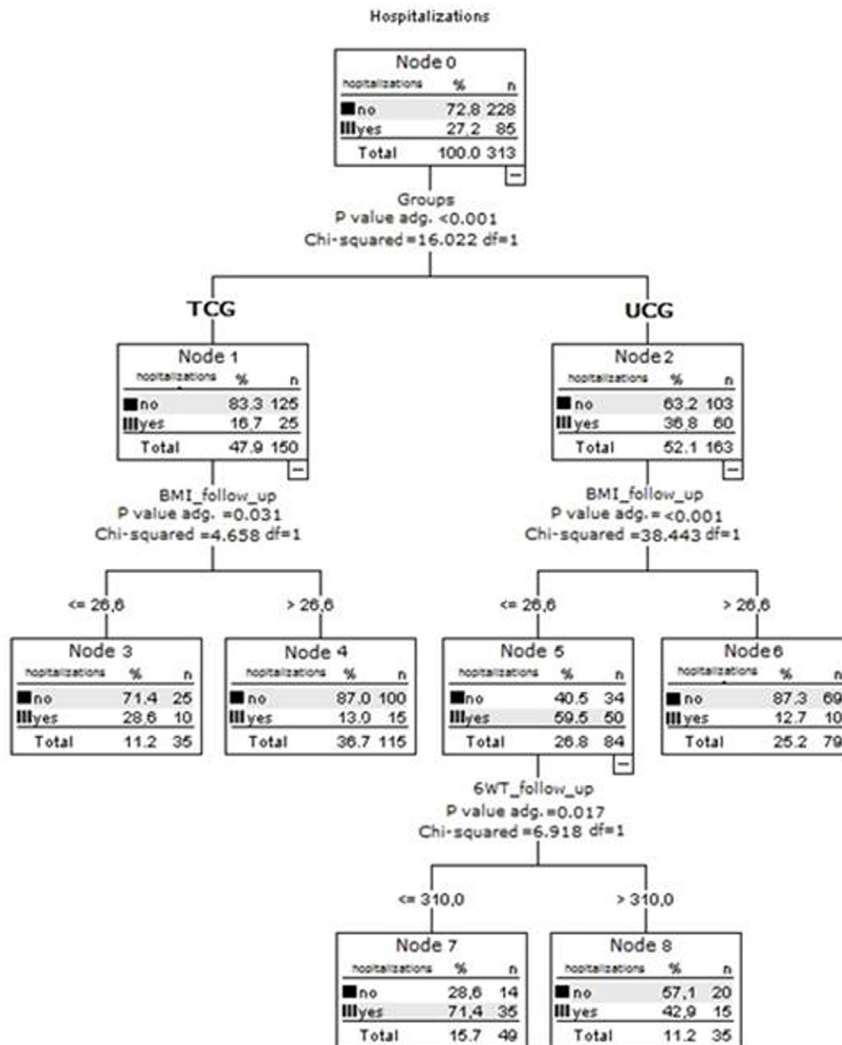 Hospitalizations
Node 0
hopitalizations % n
no 72.8 228
yes 27,2 85
Total 100.0 313
Groups
P value adg. <0.001
Chi-squared=16.022 df=1
TCG
UCG
Node 1
hopitalizations % n
no 83.3 125
yes 16,7 25
Total 47.9 150
Node 2
hopitalizations % n
no 63.2 103
yes 36,8 60
Total 52.1 163
BMI_follow_up
P value adg. =0.031
Chi-squared =4.658 df=1
BMI_follow_up
P value adg.= <0.001
Chi-squared =38.443 df=1
<= 26,6
> 26,6
<= 26,6
> 26,6
Node 3
hopitalizations % n
no 71.4 25
yes 28,6 10
Total 11.2 35
Node 4
hopitalizations % n
no 87.0 100
yes 13,0 15
Total 36.7 115
Node 5
hopitalizations % n
no 40.5 34
yes 59,5 50
Total 26.8 84
Node 6
hopitalizations % n
no 87.3 69
yes 12,7 10
Total 25.2 79
6WT_follow_up
P value adg.=0.017
Chi-squared =6.918 df=1
<= 310,0
> 310,0
Node 7
hopitalizations % n
no 28,6 14
yes 71,4 35
Total 15.7 49
Node 8
hopitalizations % n
no 57,1 20
yes 42,9 15
Total 11.2 35